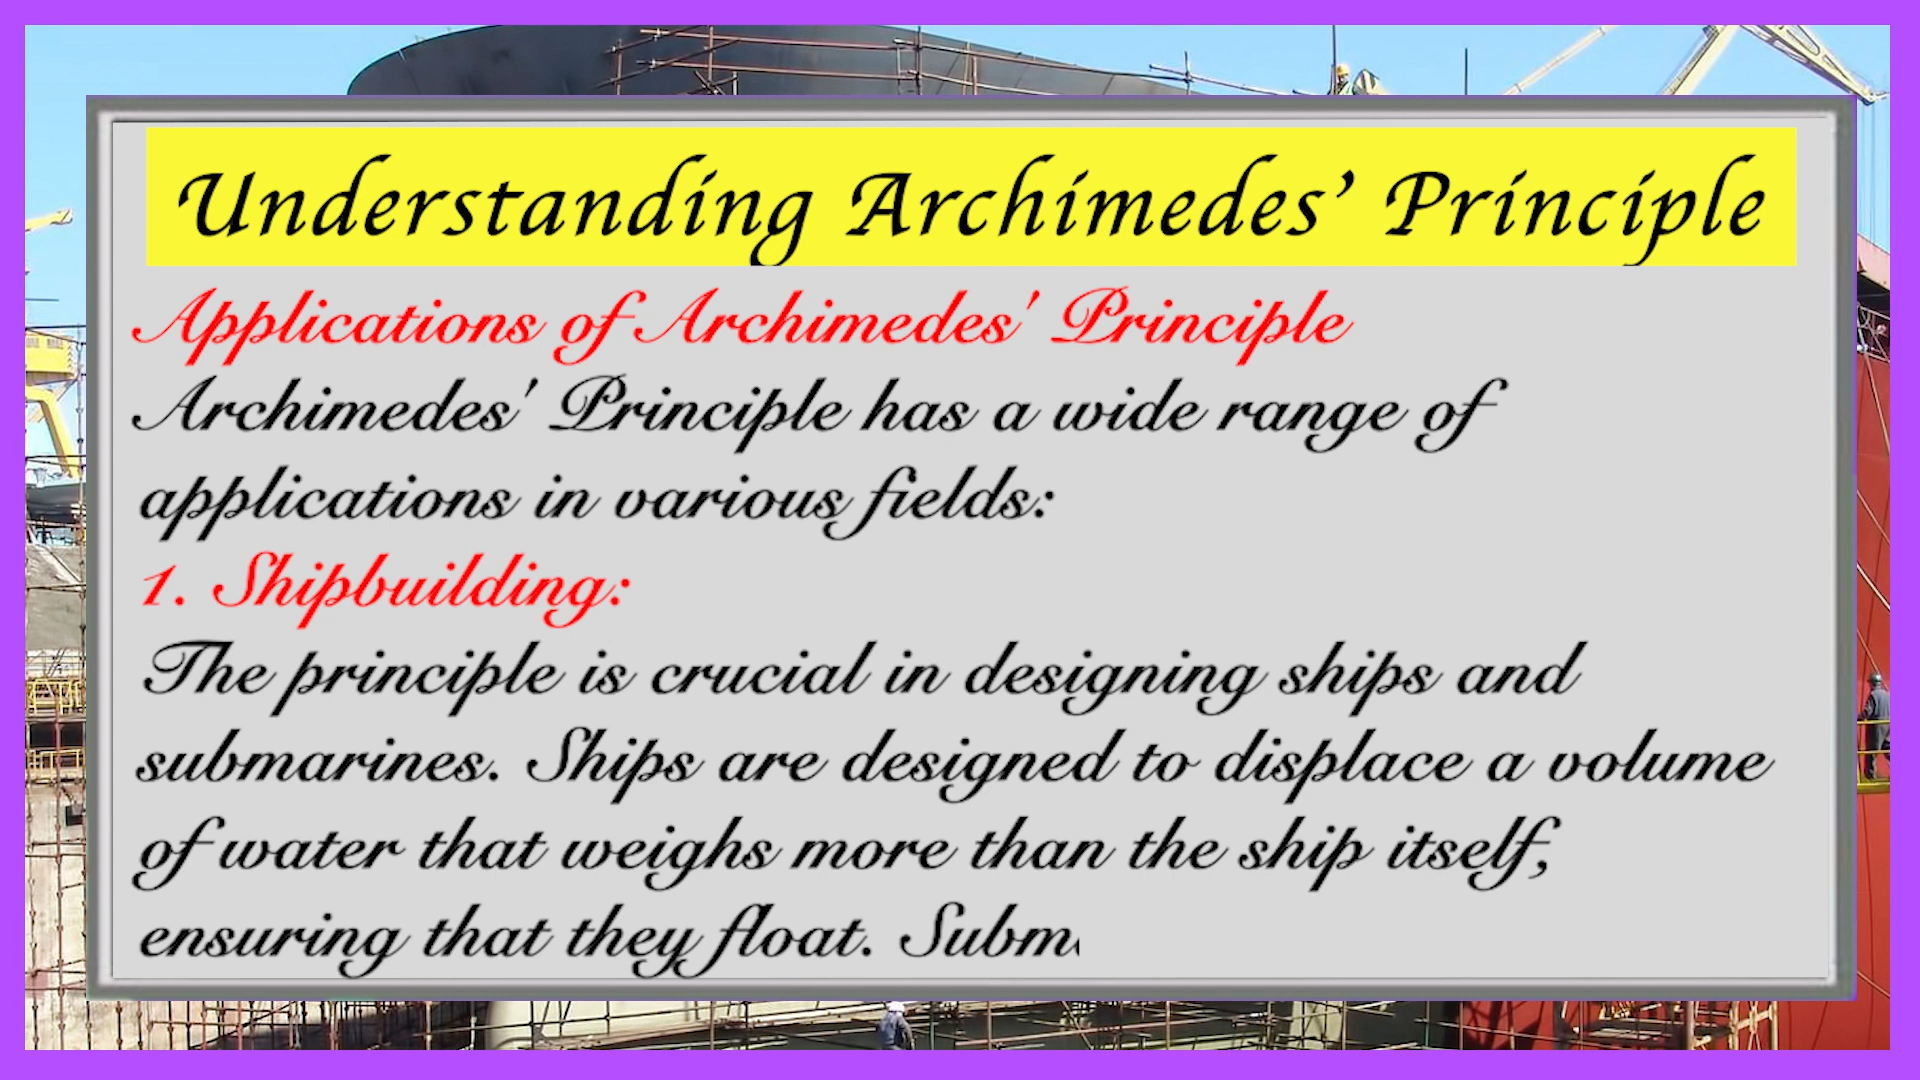 Understanding Archimedes’ Principle
Applications of Archimedes' Principle
Archimedes' Principle has a wide range of
applications in various fields:
1. Shipbuilding:
The principle is crucial in designing ships and
submarines. Ships are designed to displace a volume
of water that weighs more than the ship itself,
ensuring that they float. Subm